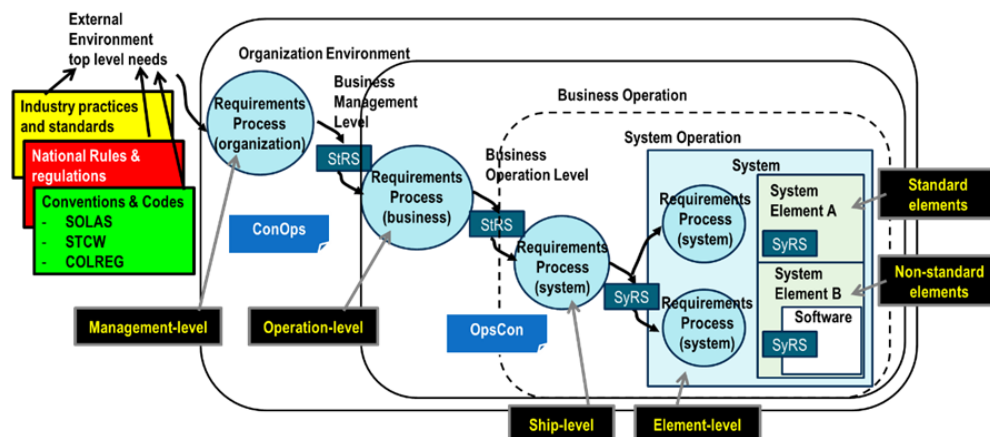 External
Environment
top level needs
Organization Environment
Industry practices
and standards
National Rules &
regulations
Conventions & Codes
- SOLAS
- STCW
- COLREG
Requirements
Process
(organization)
Business
Management
Level
StRS
ConOps
Requirements
Process
(business)
Business
Operation Level
StRS
Business Operation
Requirements
Process
(system)
OpsCon
SyRS
System Operation
System
Requirements
Process
(system)
Requirements
Process
(system)
System
Element A
SyRS
System
Element B
Software
SyRS
Standard
elements
Non-standard
elements
Management-level
Operation-level
Ship-level
Element-level